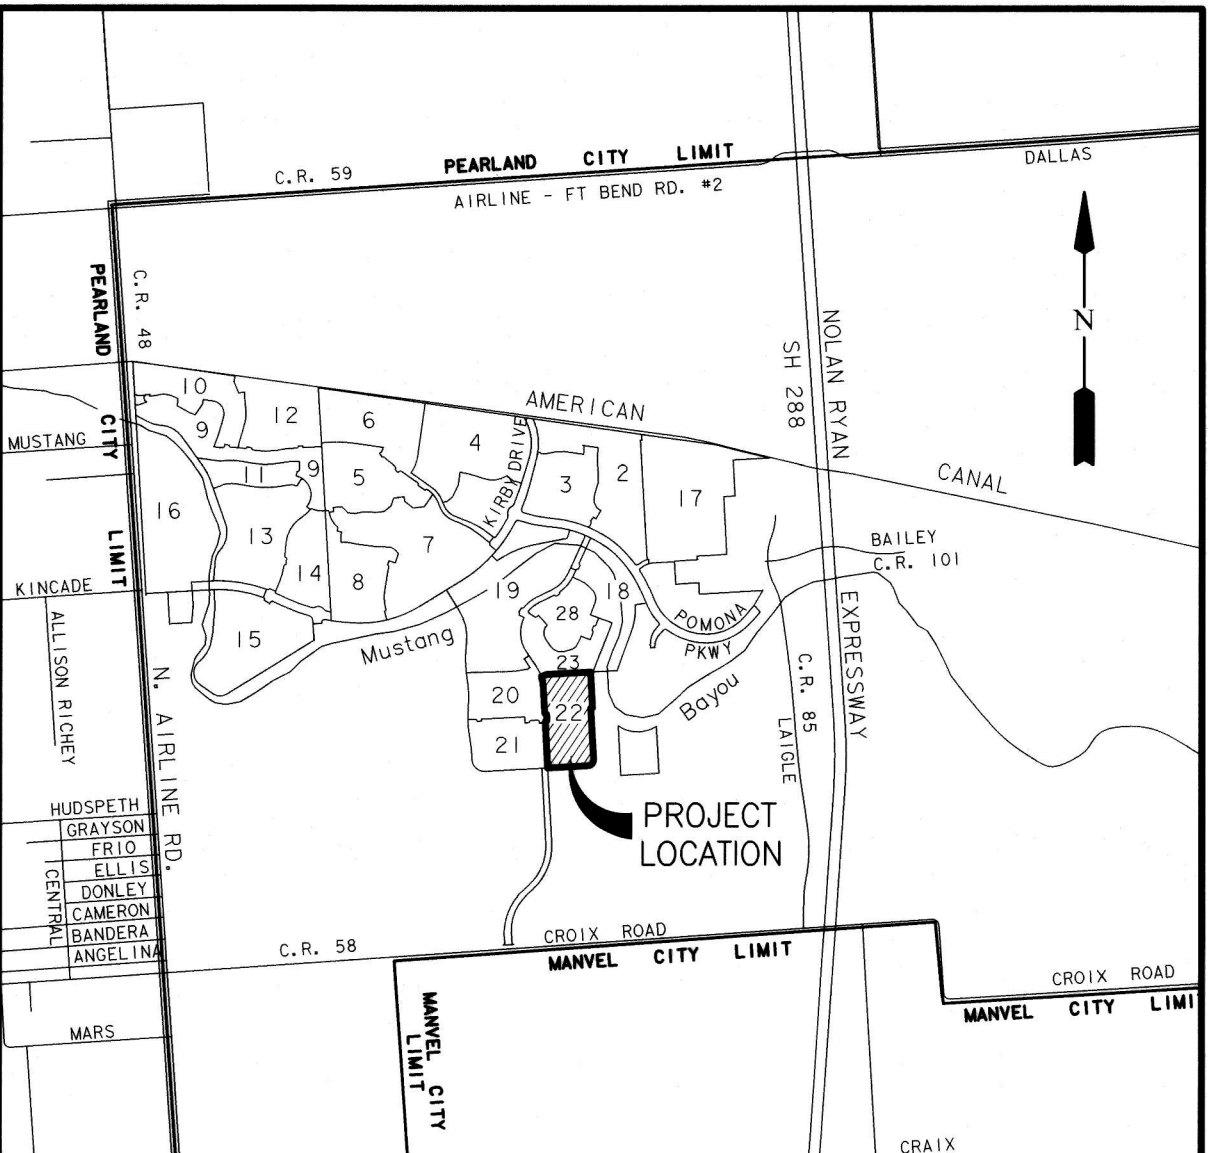 C.R. 59
PEARLAND CITY LIMIT
DALLAS
AIRLINE - FT BEND RD. #2
PEARLAND CITY LIMIT
C.R. 48
N
NOLAN RYAN
SH 288
EXPRESSWAY
AMERICAN
CANAL
MUSTANG
10
12
6
4
KIRBY DRIVE
9
11
9
5
3
2
17
16
13
7
14
8
19
18
28
15
Mustang
POMONA
PKWY
BAILEY
C.R. 101
KINCADE
ALLISON RICHEY
N. AIRLINE RD.
23
20
22
21
Bayou
C.R. 85
LAIGLE
PROJECT
LOCATION
HUDSPETH
GRAYSON
FRIO
ELLIS
DONLEY
CAMERON
BANDERA
ANGELINA
CENTRAL
C.R. 58
CROIX ROAD
MANVEL CITY LIMIT
CROIX ROAD
MANVEL CITY LIMI
MANVEL CITY
LIMIT
MARS
CRAIX